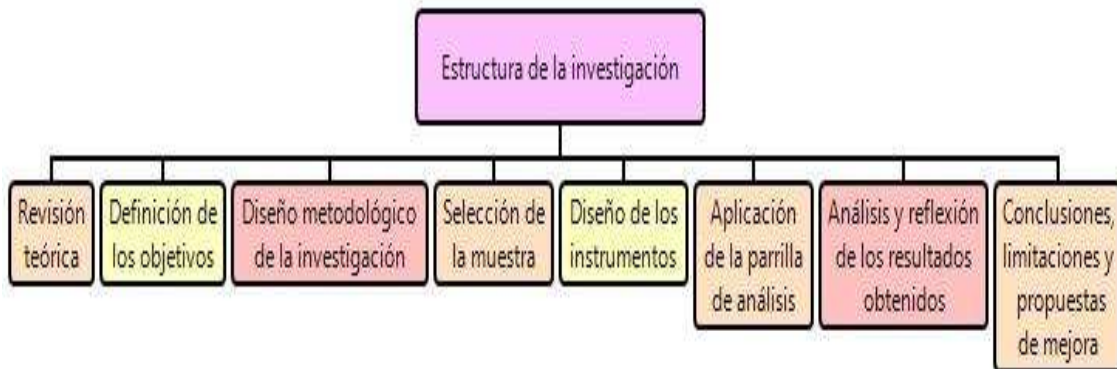 Estructura de la investigación
Revisión
teórica
Definición de
los objetivos
Diseño metodológico
de la investigación
Selección de
la muestra
Diseño de los
instrumentos
Aplicación
de la parrilla
de análisis
Análisis y reflexión
de los resultados
obtenidos
Conclusiones,
limitaciones y
propuestas
de mejora